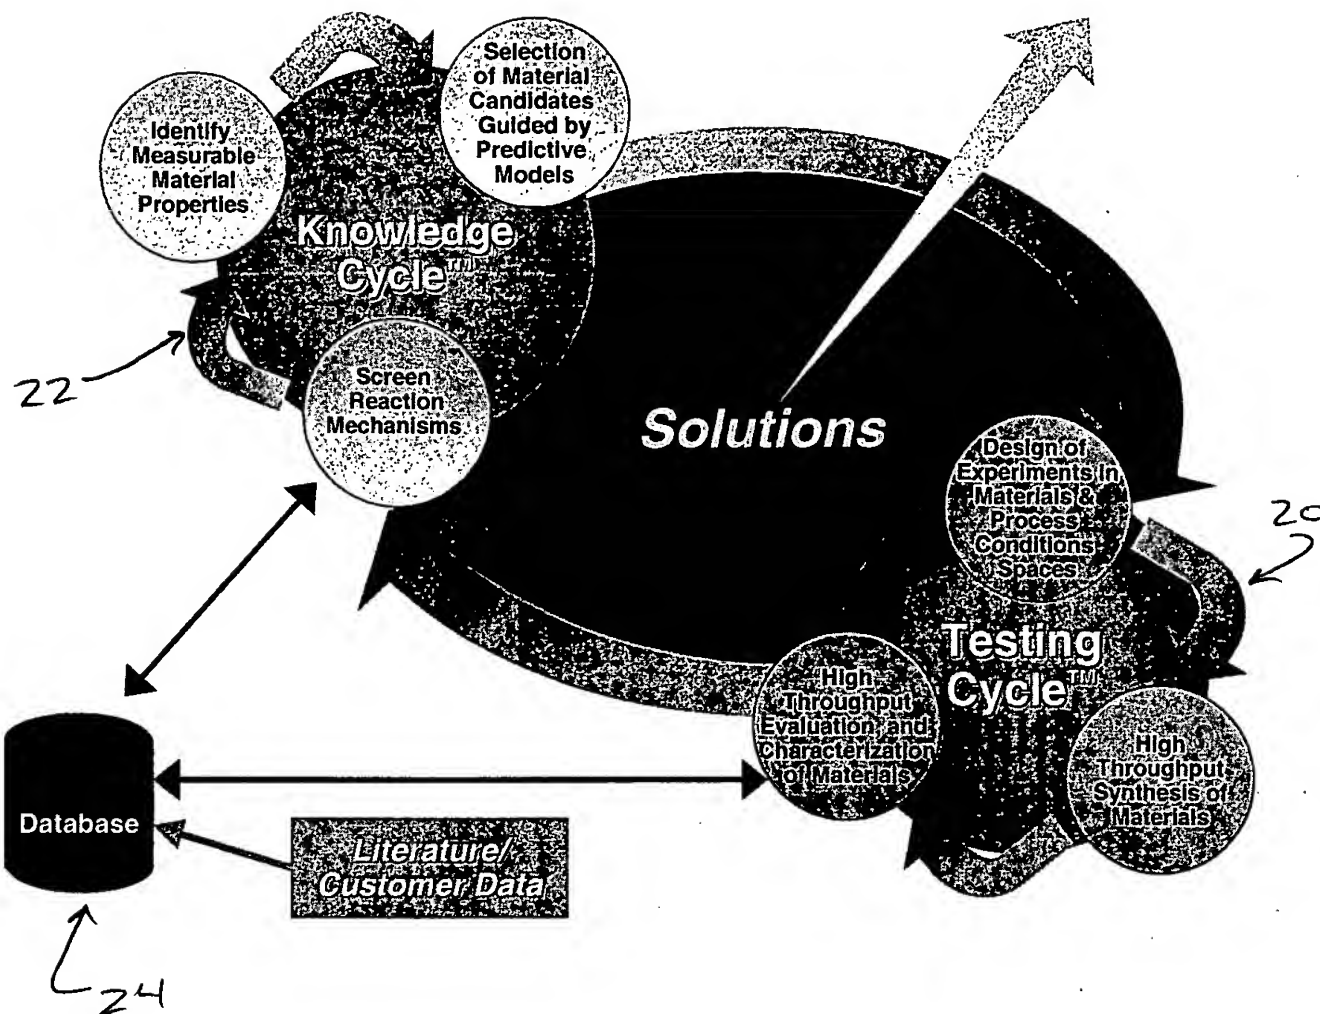 Identify
Measurable
Material
Properties
Selection
of Material
Candidates
Guided by
Predictive
Models
Knowledge
Cycle™
Screen
Reaction
Mechanisms
22
Solutions
Design of
Experiments in
Materials &
Process
Conditions
Spaces
20
Testing
Cycle™
High
Throughput
Evaluation and
Characterization
of Materials
High
Throughput
Synthesis of
Materials
Database
Literature/
Customer Data
24